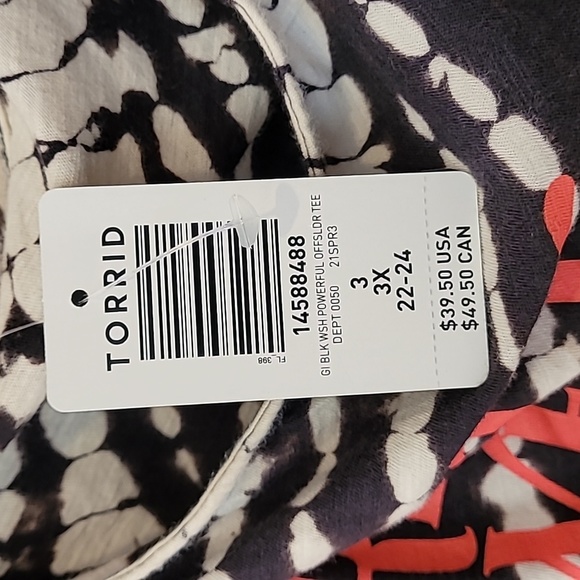 TORRID
FL_398
14588488
GI BLK WSH POWERFUL OFFSLDR TEE
DEPT 0050 21SPR3
3
3X
22-24
$39.50 USA
$49.50 CAN